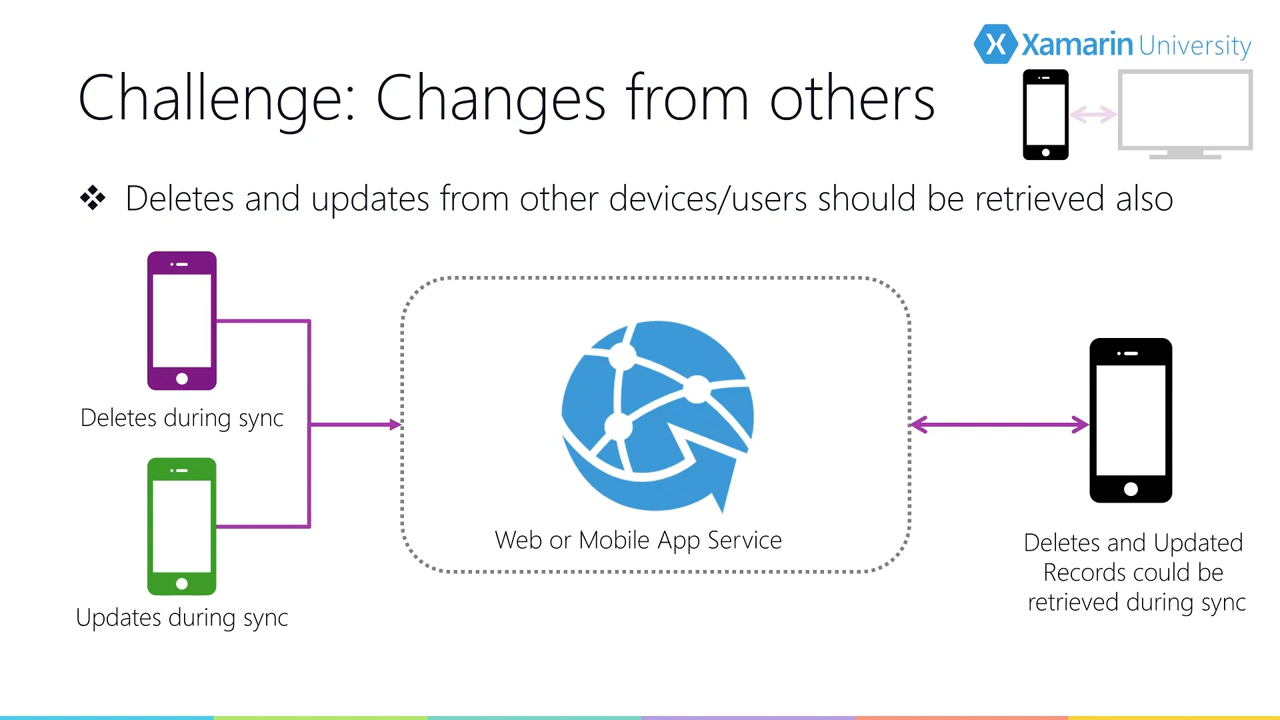 Xamarin University
Challenge: Changes from others
❖ Deletes and updates from other devices/users should be retrieved also
Deletes during sync
Updates during sync
Web or Mobile App Service
Deletes and Updated
Records could be
retrieved during sync